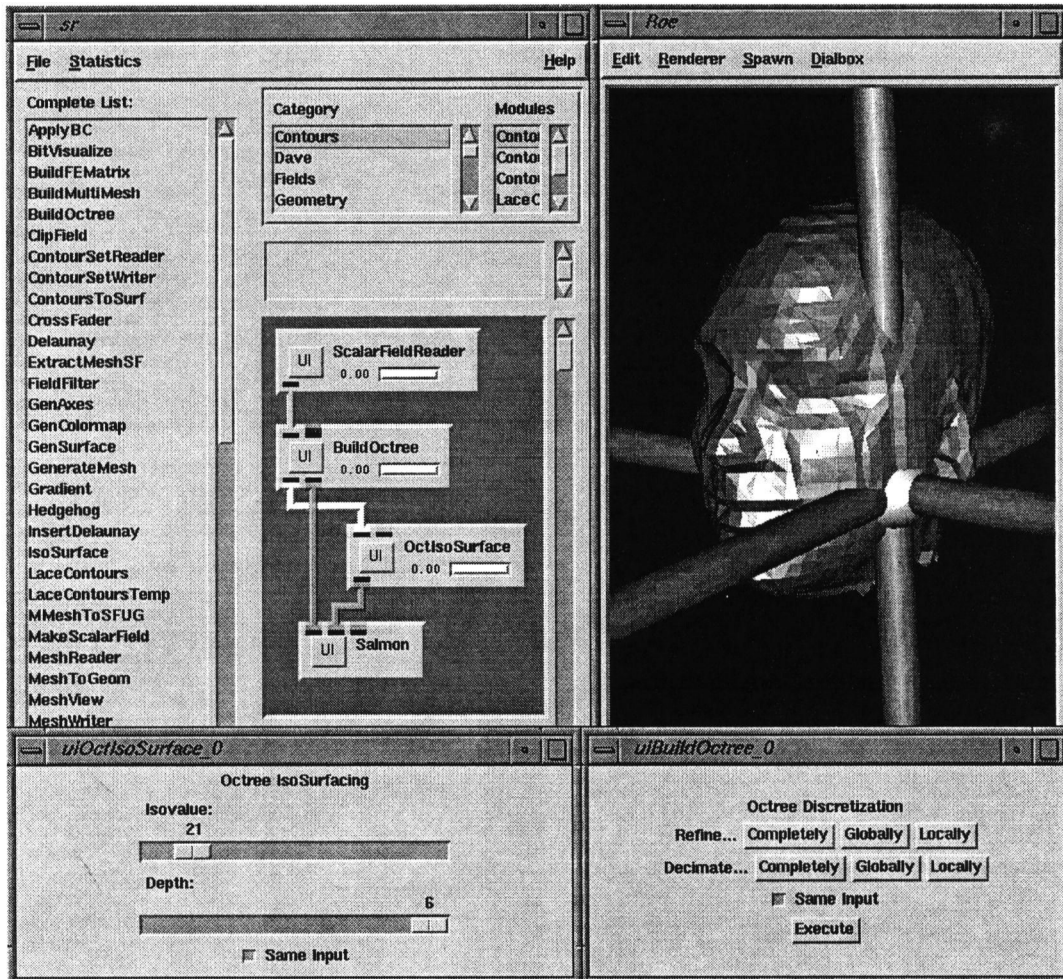 sr
File Statistics Help
Complete List:
ApplyBC
BitVisualize
BuildFEMatrix
BuildMultiMesh
BuildOctree
ClipField
ContourSetReader
ContourSetWriter
ContoursToSurf
CrossFader
Delaunay
ExtractMeshSF
FieldFilter
GenAxes
GenColormap
GenSurface
GenerateMesh
Gradient
Hedgehog
InsertDelaunay
IsoSurface
LaceContours
LaceContoursTemp
MMeshToSFUG
MakeScalarField
MeshReader
MeshToGeom
MeshView
MeshWriter
Category
Contours
Dave
Fields
Geometry
Modules
Conto
Conto
Conto
LaceC
UI ScalarFieldReader
0.00
UI BuildOctree
0.00
UI OctIsoSurface
0.00
UI Salmon
Roe
Edit Renderer Spawn Dialbox
uiOctIsoSurface_0
Octree IsoSurfacing
Isovalue:
21
Depth:
6
Same Input
uiBuildOctree_0
Octree Discretization
Refine... Completely Globally Locally
Decimate... Completely Globally Locally
Same Input
Execute